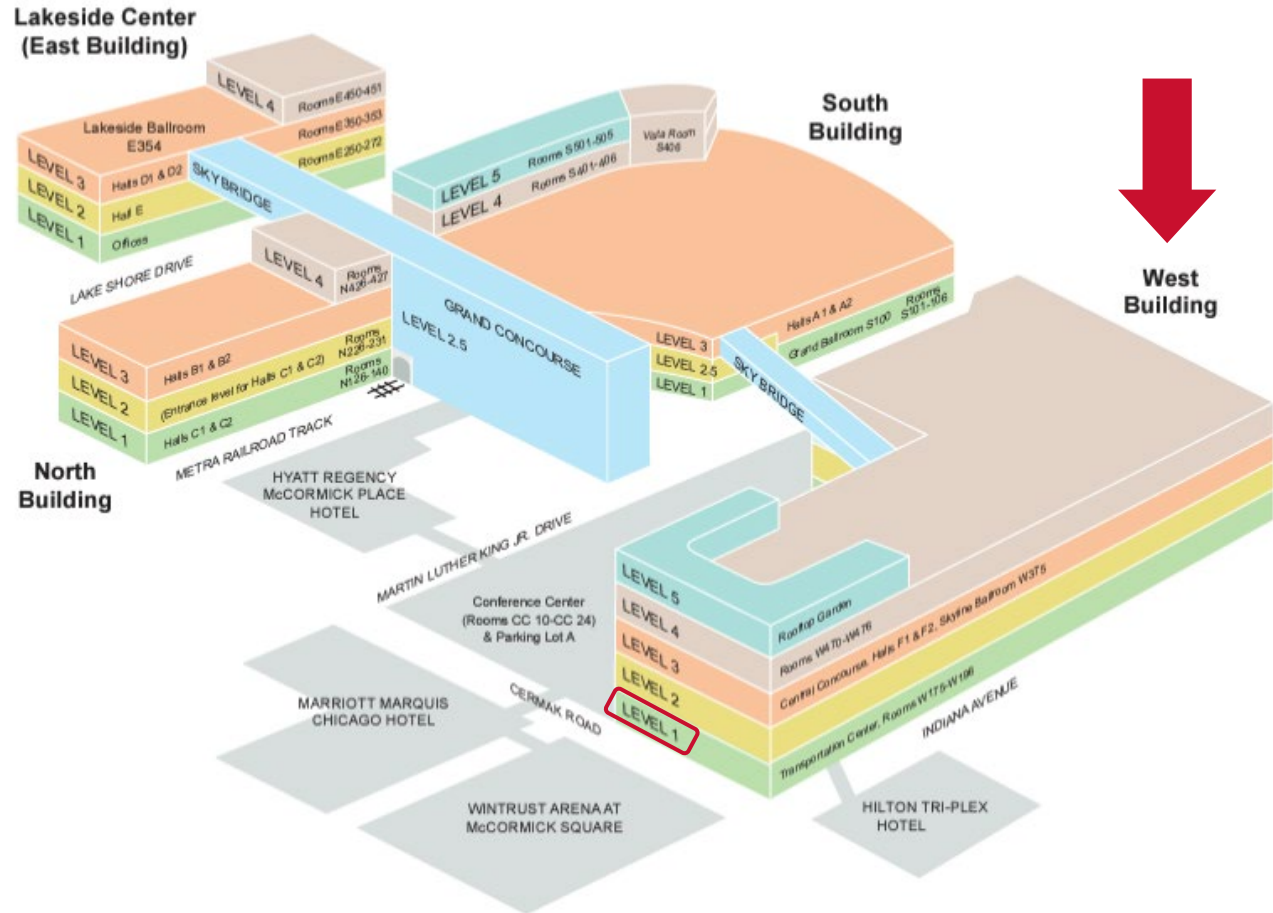 Lakeside Center
(East Building)
LEVEL 4
Rooms E450-451
Lakeside Ballroom
E354
Rooms E350-353
Rooms E250-272
LEVEL 3
Halls D1 & D2
LEVEL 2
Hall E
LEVEL 1
Offices
SKYBRIDGE
LAKE SHORE DRIVE
LEVEL 5
Rooms S501-505
LEVEL 4
Rooms S401-406
Vista Room
S406
South
Building
West
Building
LEVEL 4
Rooms
N426-427
LEVEL 3
Halls B1 & B2
LEVEL 2
(Entrance level for Halls C1 & C2)
Rooms
N226-231
LEVEL 1
Halls C1 & C2
Rooms
N126-140
METRA RAILROAD TRACK
North
Building
GRAND CONCOURSE
LEVEL 2.5
LEVEL 3
Halls A1 & A2
LEVEL 2.5
LEVEL 1
Grand Ballroom S100
Rooms
S101-106
SKYBRIDGE
HYATT REGENCY
McCORMICK PLACE
HOTEL
MARTIN LUTHER KING JR. DRIVE
Conference Center
(Rooms CC 10-CC 24)
& Parking Lot A
LEVEL 5
Rooftop Garden
LEVEL 4
Rooms W470-W476
LEVEL 3
Central Concourse, Halls F1 & F2, Skyline Ballroom W375
LEVEL 2
LEVEL 1
Transportation Center, Rooms W175-W196
INDIANA AVENUE
CERMAK ROAD
MARRIOTT MARQUIS
CHICAGO HOTEL
WINTRUST ARENA AT
McCORMICK SQUARE
HILTON TRI-PLEX
HOTEL